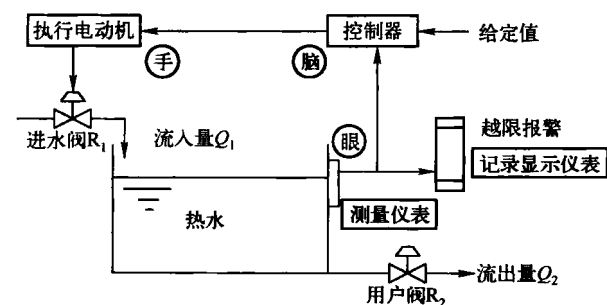 执行电动机
控制器
给定值
手
脑
进水阀R₁
流入量Q₁
眼
越限报警
记录显示仪表
热水
测量仪表
用户阀R₂
流出量Q₂